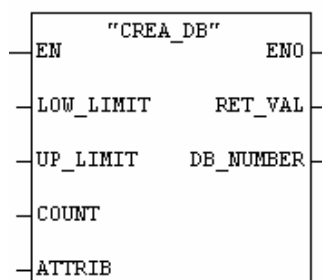 "CREA_DB"
EN ENO
LOW_LIMIT RET_VAL
UP_LIMIT DB_NUMBER
COUNT
ATTRIB